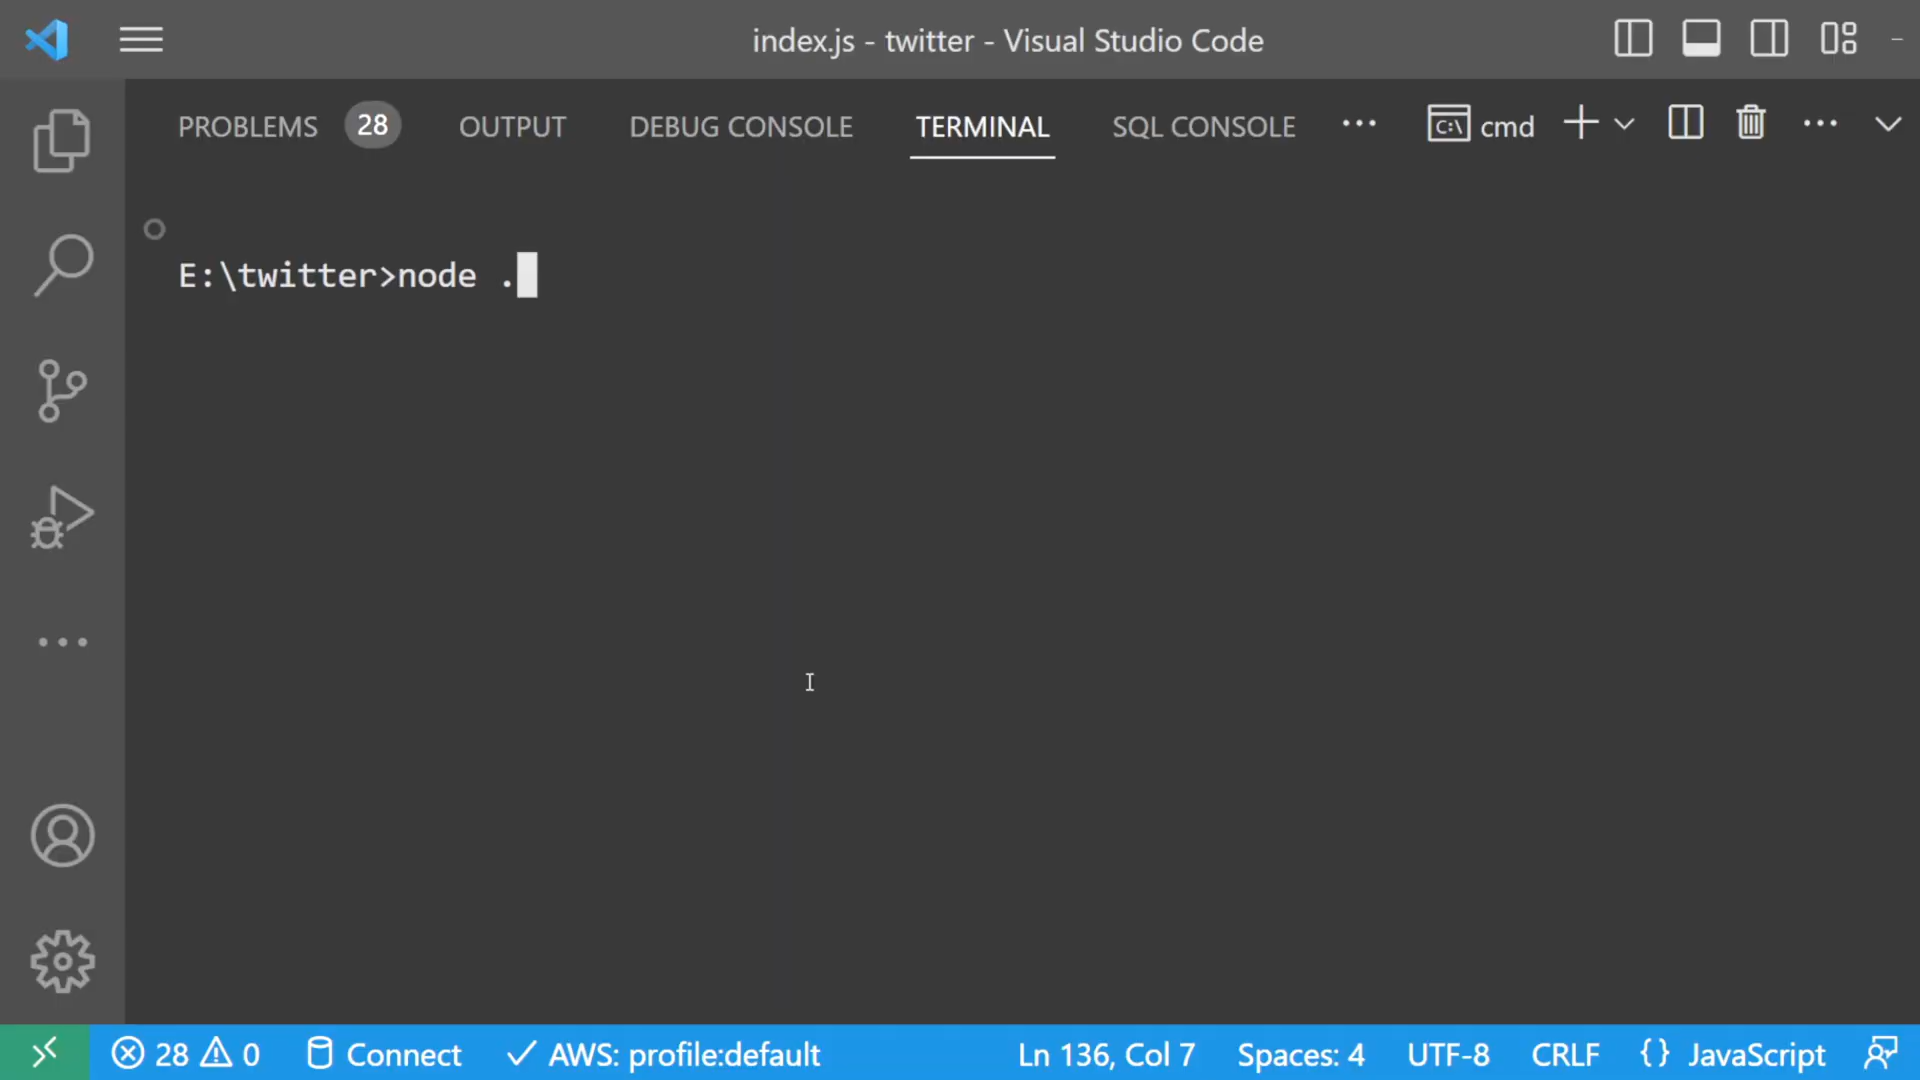 index.js - twitter - Visual Studio Code
PROBLEMS 28 OUTPUT DEBUG CONSOLE TERMINAL SQL CONSOLE ··· cmd
E:\twitter>node .
28 0 Connect AWS: profile:default Ln 136, Col 7 Spaces: 4 UTF-8 CRLF {} JavaScript